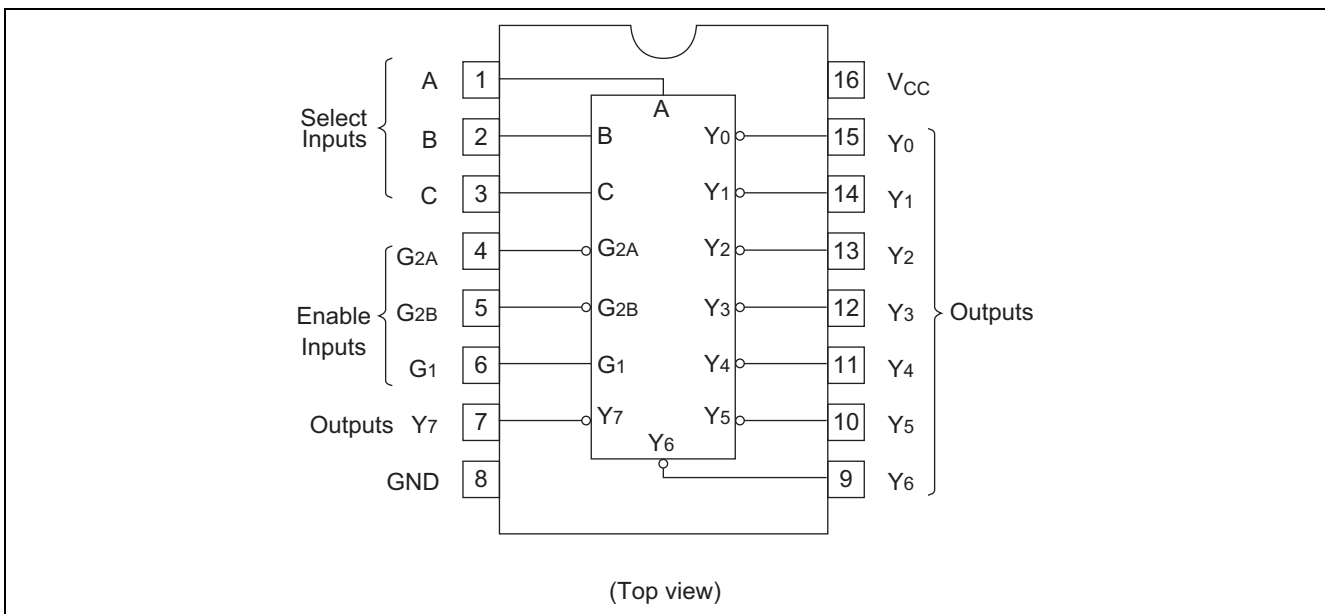 A 1 16 VCC
Select
Inputs
A
B 2 B Y0 15 Y0
C 3 C Y1 14 Y1
G2A 4 G2A Y2 13 Y2
Enable
Inputs
G2B 5 G2B Y3 12 Y3
Outputs
G1 6 G1 Y4 11 Y4
Outputs Y7 7 Y7 Y5 10 Y5
Y6
GND 8 9 Y6
(Top view)